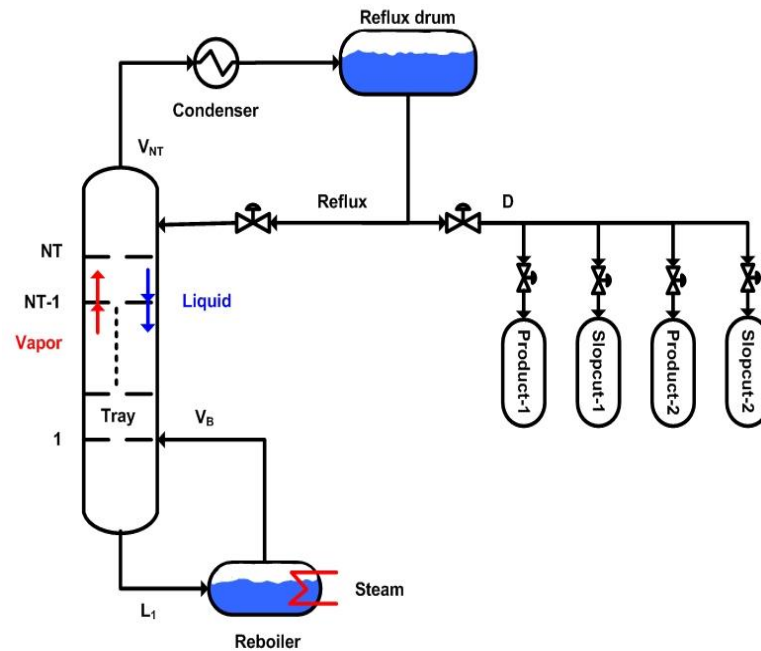 Reflux drum
Condenser
V_NT
Reflux
D
NT
NT-1
Liquid
Vapor
Product-1
Slopcut-1
Product-2
Slopcut-2
Tray
V_B
1
Steam
L_1
Reboiler